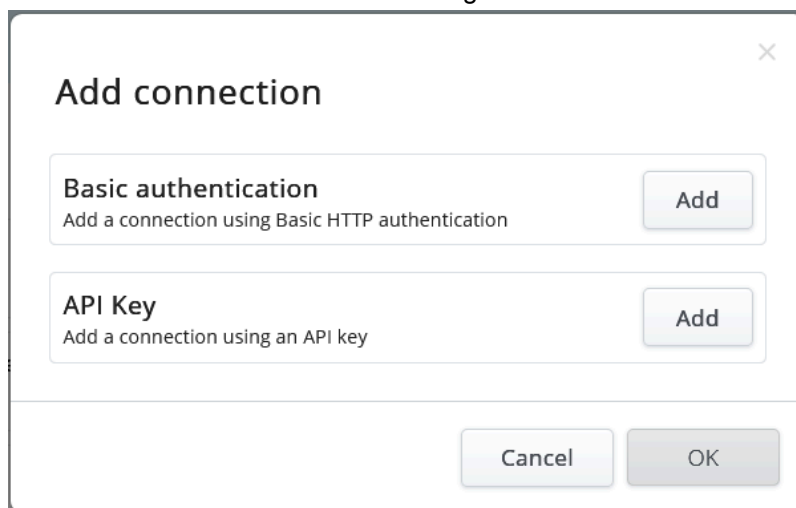 Add connection
Basic authentication
Add
Add a connection using Basic HTTP authentication
API Key
Add
Add a connection using an API key
Cancel
OK